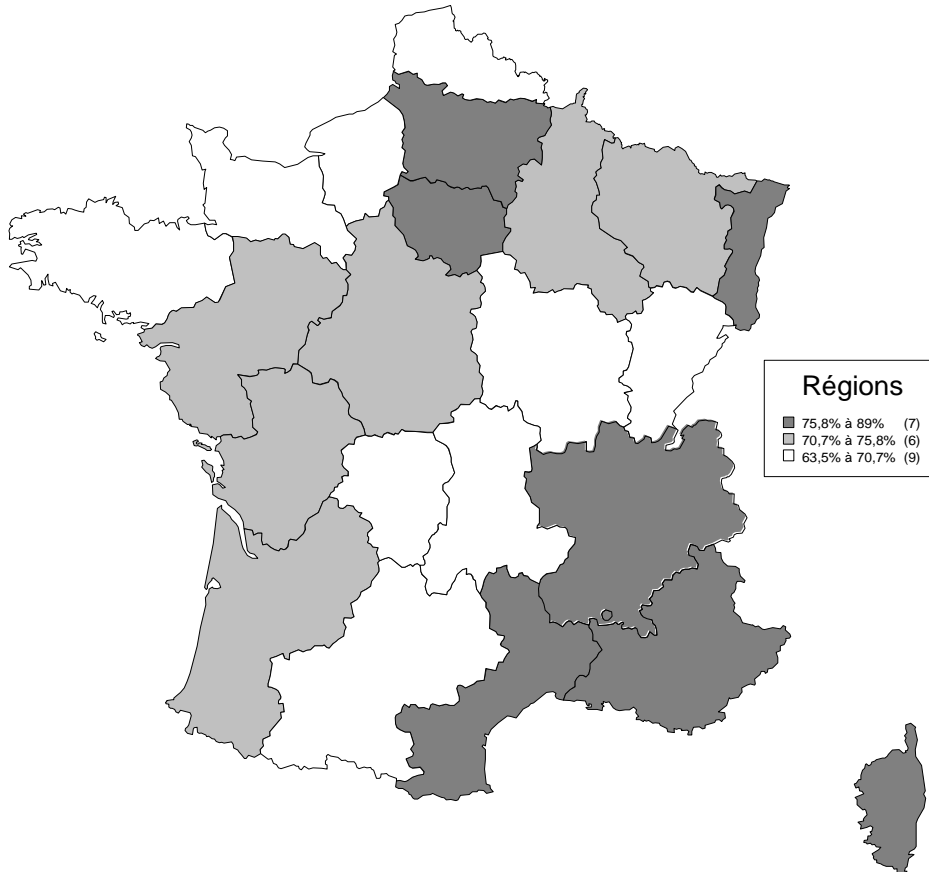 Régions
75,8% à 89% (7)
70,7% à 75,8% (6)
63,5% à 70,7% (9)